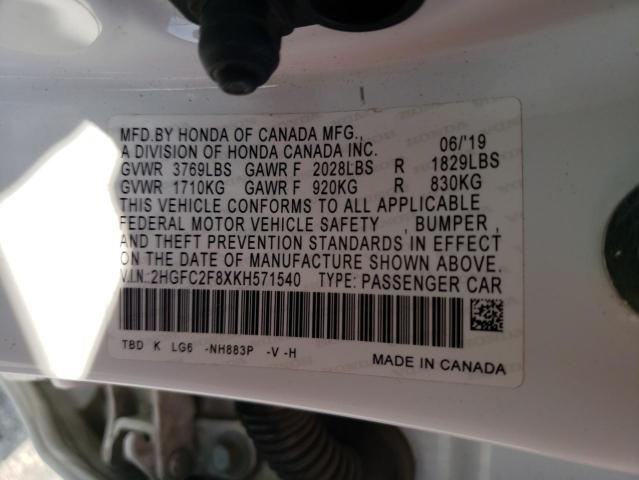 MFD.BY HONDA OF CANADA MFG., 06/'19
A DIVISION OF HONDA CANADA INC.
GVWR 3769LBS GAWR F 2028LBS R 1829LBS
GVWR 1710KG GAWR F 920KG R 830KG
THIS VEHICLE CONFORMS TO ALL APPLICABLE
FEDERAL MOTOR VEHICLE SAFETY , BUMPER ,
AND THEFT PREVENTION STANDARDS IN EFFECT
ON THE DATE OF MANUFACTURE SHOWN ABOVE.
V.I.N.:2HGFC2F8XKH571540 TYPE: PASSENGER CAR
TBD K LG6 -NH883P -V -H
MADE IN CANADA